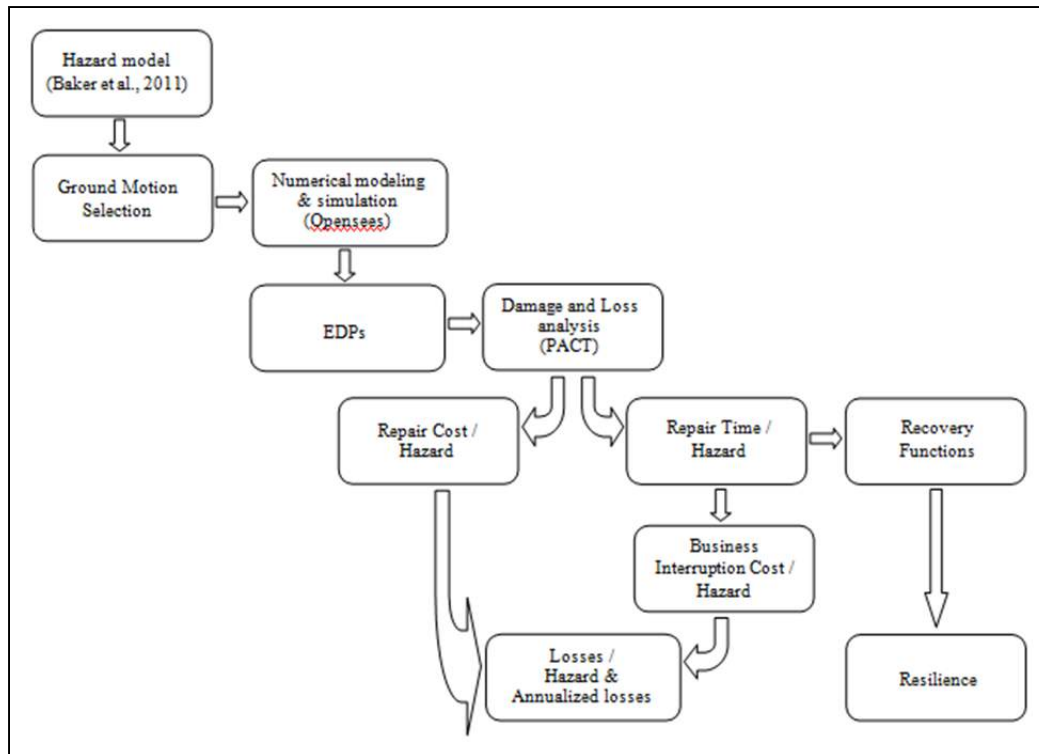 Hazard model
(Baker et al., 2011)
Ground Motion
Selection
Numerical modeling
& simulation
(Opensees)
EDPs
Damage and Loss
analysis
(PACT)
Repair Cost /
Hazard
Repair Time /
Hazard
Recovery
Functions
Business
Interruption Cost /
Hazard
Losses /
Hazard &
Annualized losses
Resilience